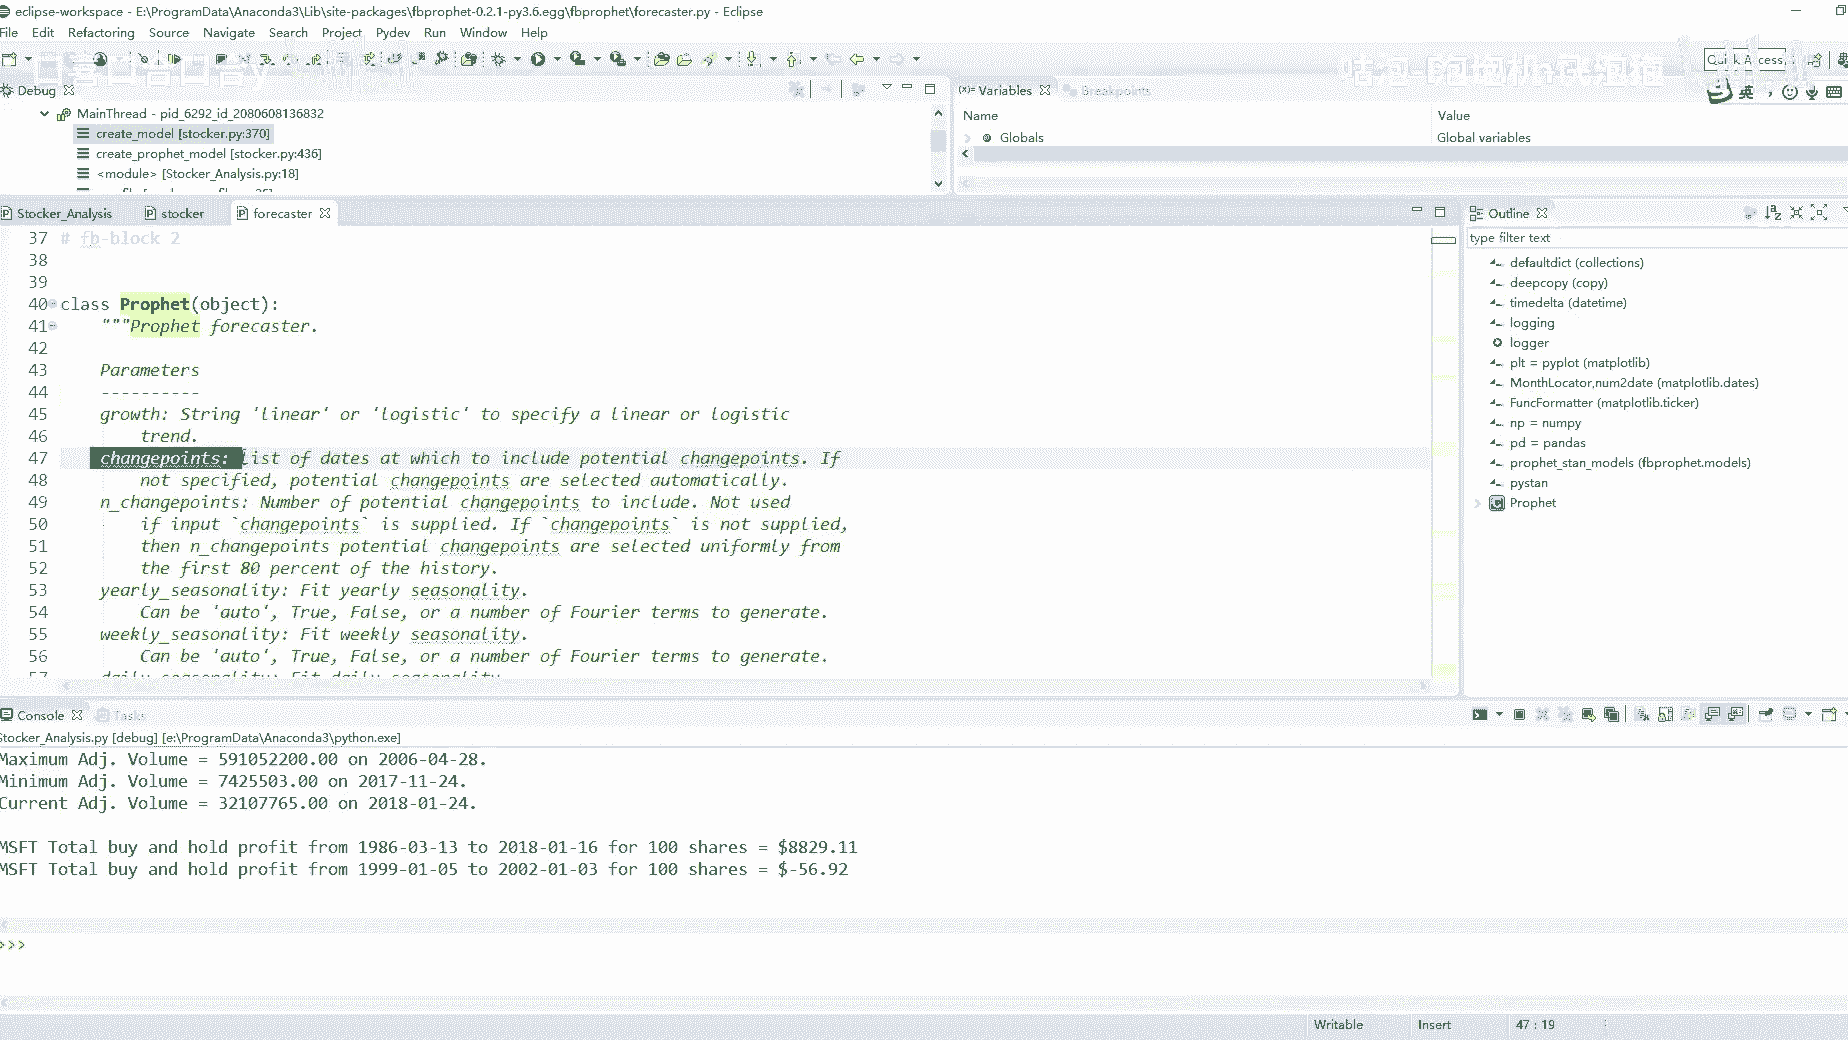 eclipse-workspace - E:\ProgramData\Anaconda3\Lib\site-packages\fbprophet-0.2.1-py3.6.egg\fbprophet\forecaster.py - Eclipse
File Edit Refactoring Source Navigate Search Project Pydev Run Window Help
Quick Access
Debug
MainThread - pid_6292_id_2080608136832
create_model [stocker.py:370]
create_prophet_model [stocker.py:436]
<module> [Stocker_Analysis.py:18]
(x)= Variables Breakpoints
英
Name Value
Globals Global variables
Stocker_Analysis stocker forecaster
37 # fb-block 2
38
39
40 class Prophet(object):
41 """Prophet forecaster.
42
43 Parameters
44 ----------
45 growth: String 'linear' or 'logistic' to specify a linear or logistic
46 trend.
47 changepoints: List of dates at which to include potential changepoints. If
48 not specified, potential changepoints are selected automatically.
49 n_changepoints: Number of potential changepoints to include. Not used
50 if input `changepoints` is supplied. If `changepoints` is not supplied,
51 then n_changepoints potential changepoints are selected uniformly from
52 the first 80 percent of the history.
53 yearly_seasonality: Fit yearly seasonality.
54 Can be 'auto', True, False, or a number of Fourier terms to generate.
55 weekly_seasonality: Fit weekly seasonality.
56 Can be 'auto', True, False, or a number of Fourier terms to generate.
57 daily_seasonality: Fit daily seasonality.
Outline
type filter text
defaultdict (collections)
deepcopy (copy)
timedelta (datetime)
logging
logger
plt = pyplot (matplotlib)
MonthLocator,num2date (matplotlib.dates)
FuncFormatter (matplotlib.ticker)
np = numpy
pd = pandas
prophet_stan_models (fbprophet.models)
pystan
Prophet
Console Tasks
Stocker_Analysis.py [debug] [e:\ProgramData\Anaconda3\python.exe]
Maximum Adj. Volume = 591052200.00 on 2006-04-28.
Minimum Adj. Volume = 7425503.00 on 2017-11-24.
Current Adj. Volume = 32107765.00 on 2018-01-24.
MSFT Total buy and hold profit from 1986-03-13 to 2018-01-16 for 100 shares = $8829.11
MSFT Total buy and hold profit from 1999-01-05 to 2002-01-03 for 100 shares = $-56.92
>>>
Writable Insert 47 : 19